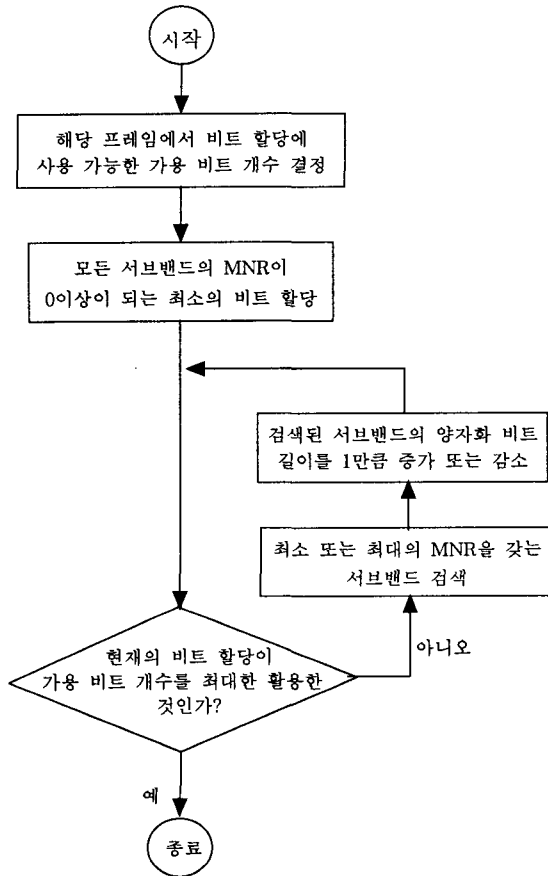 시작
해당 프레임에서 비트 할당에
사용 가능한 가용 비트 개수 결정
모든 서브밴드의 MNR이
0이상이 되는 최소의 비트 할당
검색된 서브밴드의 양자화 비트
길이를 1만큼 증가 또는 감소
최소 또는 최대의 MNR을 갖는
서브밴드 검색
현재의 비트 할당이
가용 비트 개수를 최대한 활용한
것인가?
아니오
예
종료